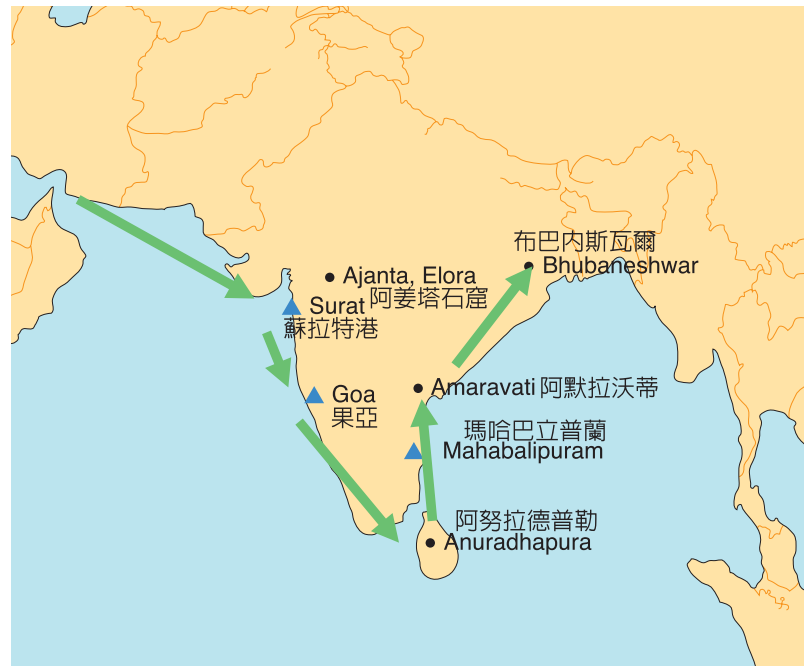 布巴内斯瓦爾
Bhubaneshwar
Ajanta, Elora
阿姜塔石窟
Surat
蘇拉特港
Amaravati 阿默拉沃蒂
Goa
果亞
瑪哈巴立普蘭
Mahabalipuram
阿努拉德普勒
Anuradhapura